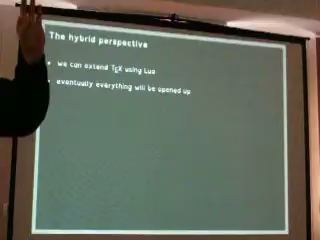 The hybrid perspective
• we can extend TEX using Lua
• eventually everything will be opened up